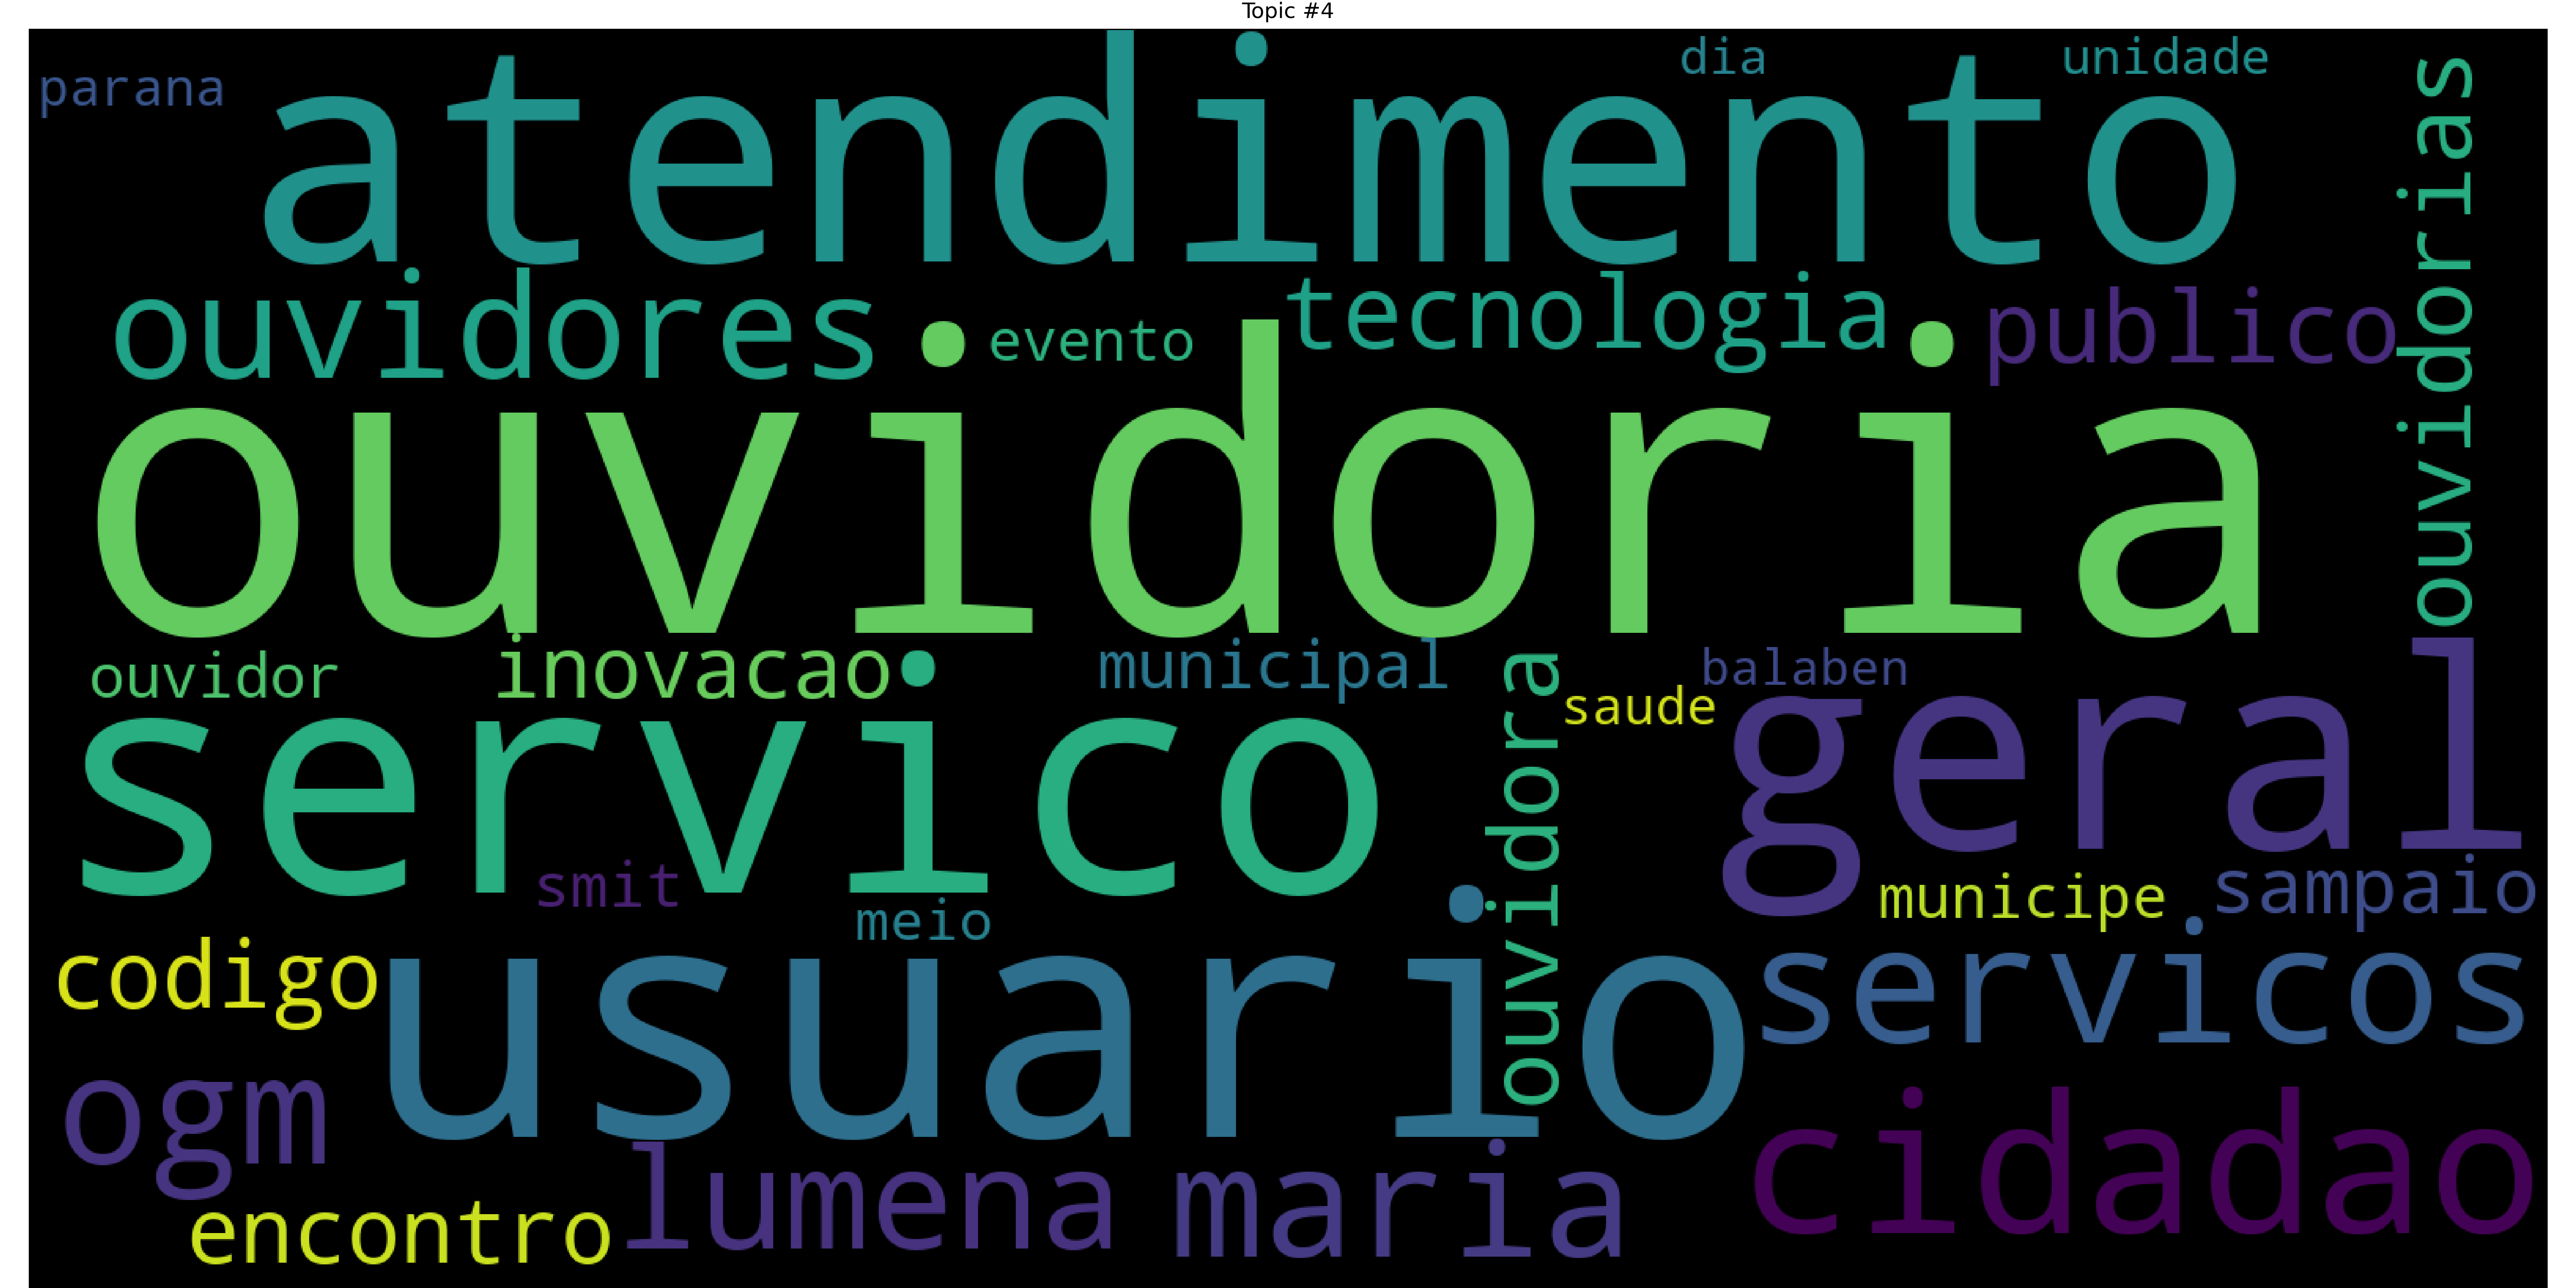 Topic #4
parana
atendimento
dia
unidade
ouvidorias
ouvidores
evento
tecnologia
publico
ouvidoria
ouvidor
inovacao
municipal
ouvidora
balaben
saude
geral
servico
smit
meio
municipe
sampaio
codigo
usuario
servicos
ogm
cidadao
encontro
lumena
maria